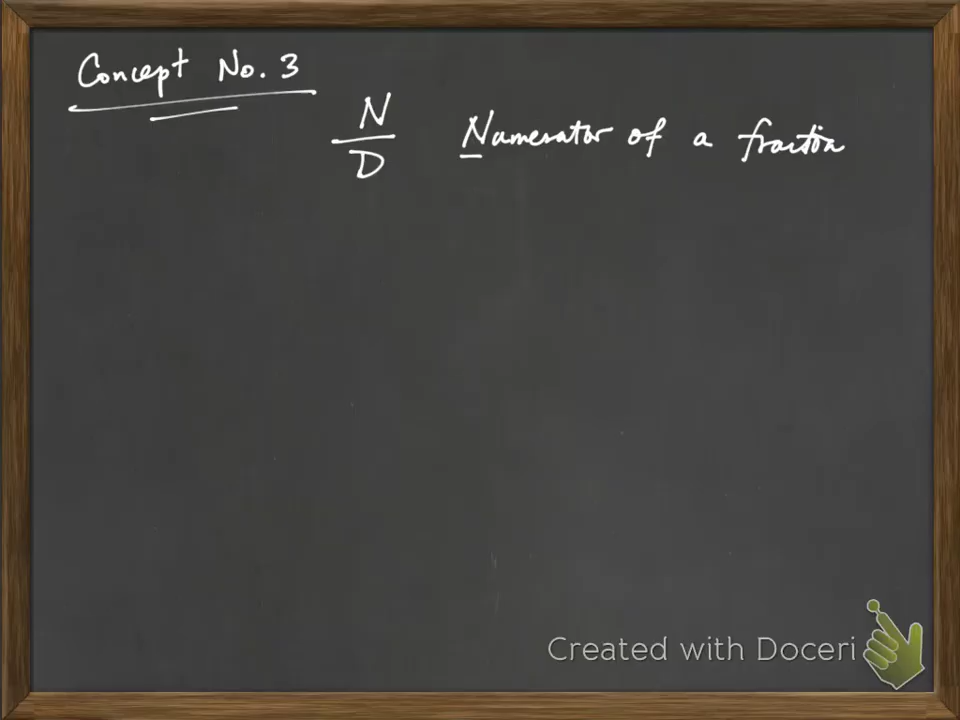 Concept No. 3
N
D
Numerator of a fraction
Created with Doceri